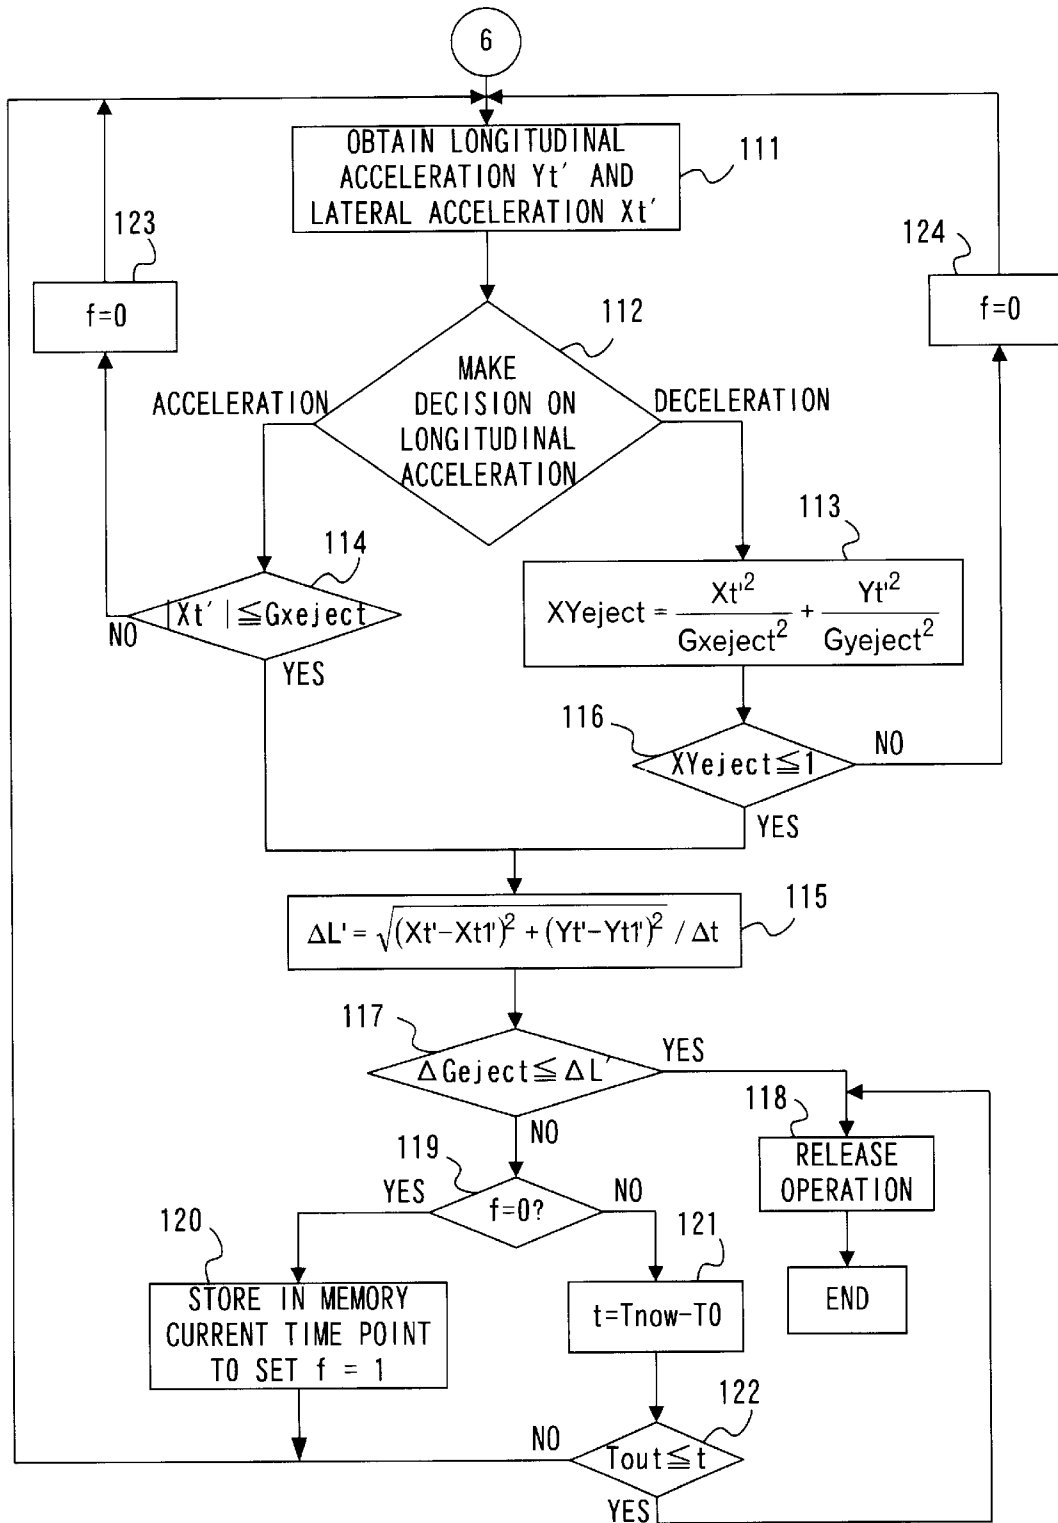 6
OBTAIN LONGITUDINAL
ACCELERATION Yt′ AND
LATERAL ACCELERATION Xt′
111
123
f=0
124
f=0
112
MAKE
DECISION ON
LONGITUDINAL
ACCELERATION
ACCELERATION
DECELERATION
114
|Xt′|≦Gxeject
NO
YES
113
XYeject = Xt'²/Gxeject² + Yt'²/Gyeject²
116
XYeject≦1
NO
YES
115
ΔL' = √(Xt'-Xt1')² + (Yt'-Yt1')² / Δt
117
ΔGeject≦ΔL′
YES
NO
118
RELEASE
OPERATION
END
119
f=0?
YES
NO
120
STORE IN MEMORY
CURRENT TIME POINT
TO SET f = 1
121
t=Tnow-T0
122
Tout≦t
NO
YES